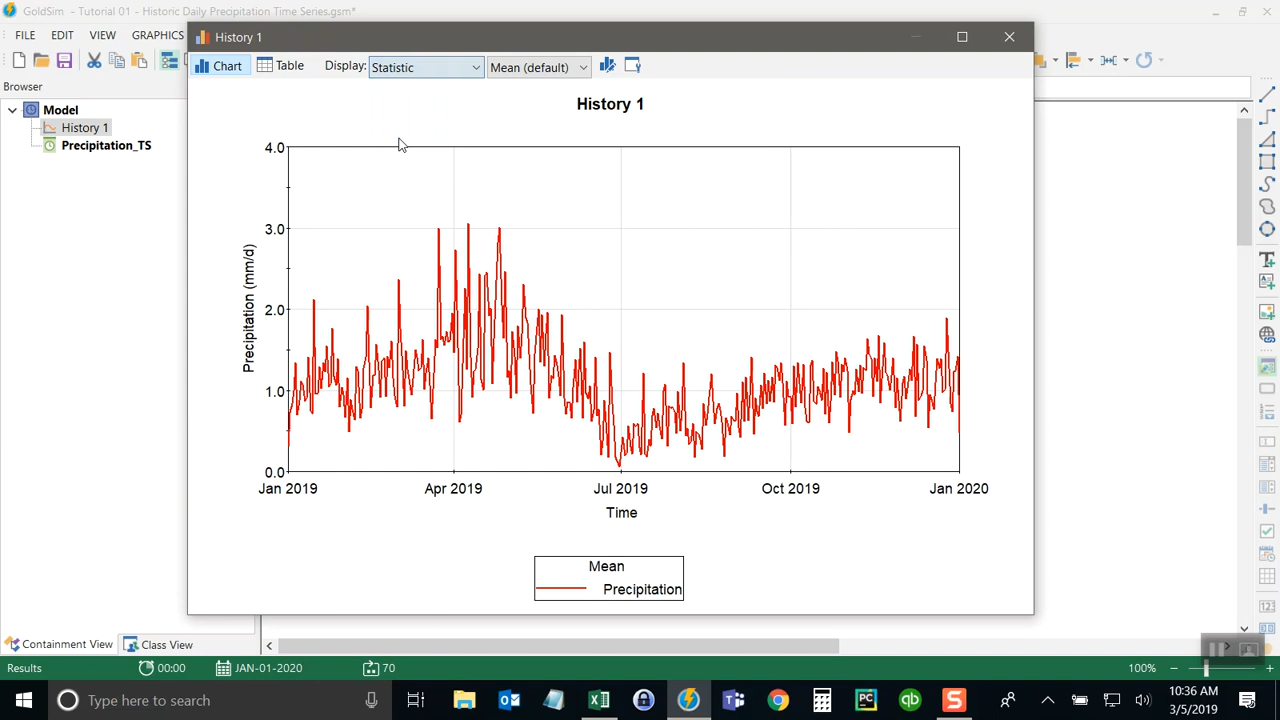 GoldSim - Tutorial 01 - Historic Daily Precipitation Time Series.gsm*
FILE EDIT VIEW GRAPHICS
History 1
Chart Table Display: Statistic Mean (default)
Browser
Model
History 1
Precipitation_TS
History 1
4.0
3.0
2.0
1.0
0.0
Precipitation (mm/d)
Jan 2019 Apr 2019 Jul 2019 Oct 2019 Jan 2020
Time
Mean
Precipitation
Containment View Class View
Results 00:00 JAN-01-2020 70 100%
Type here to search
10:36 AM
3/5/2019